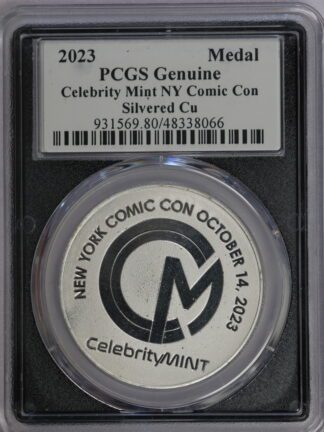 2023 Medal
PCGS Genuine
Celebrity Mint NY Comic Con
Silvered Cu
931569.80/48338066
NEW YORK COMIC CON OCTOBER 14, 2023
CM
CelebrityMINT